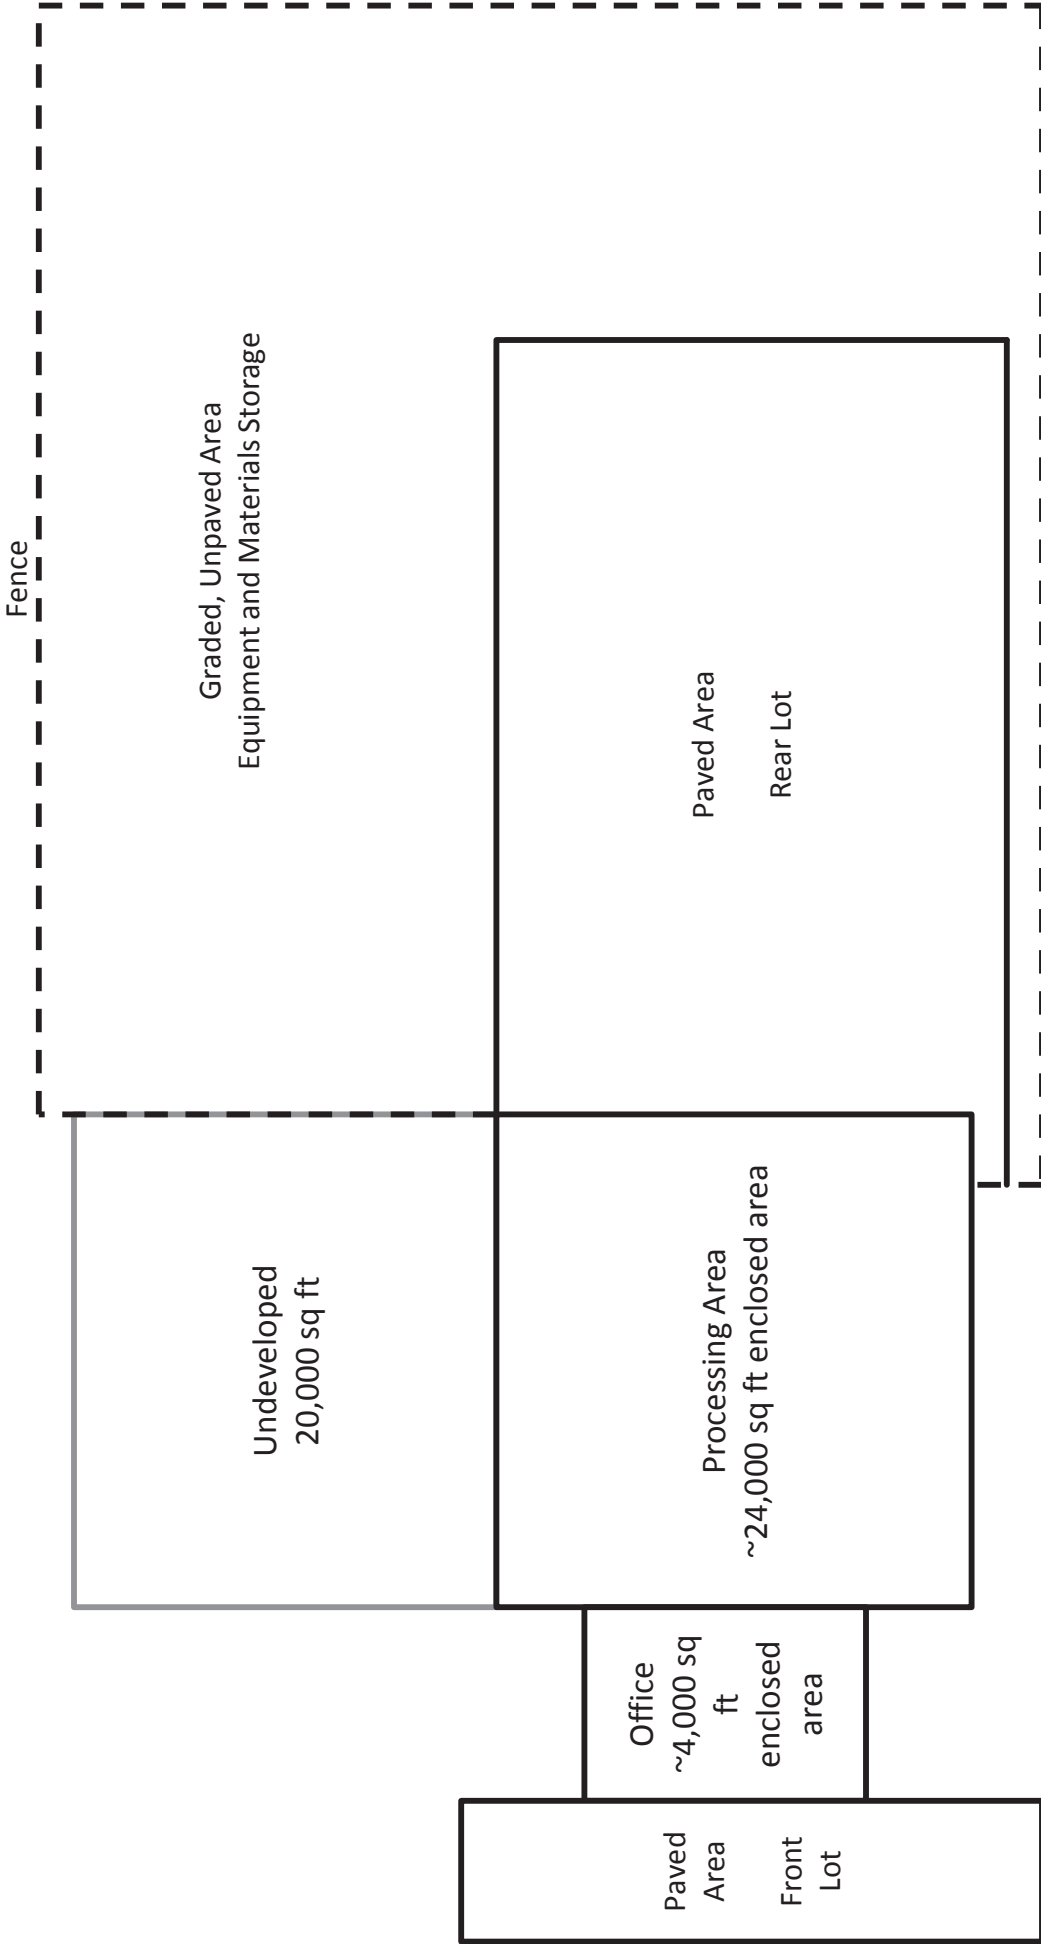 Fence
Graded, Unpaved Area
Equipment and Materials Storage
Undeveloped
20,000 sq ft
Paved Area
Rear Lot
Processing Area
~24,000 sq ft enclosed area
Office
~4,000 sq
ft
enclosed
area
Paved
Area
Front
Lot